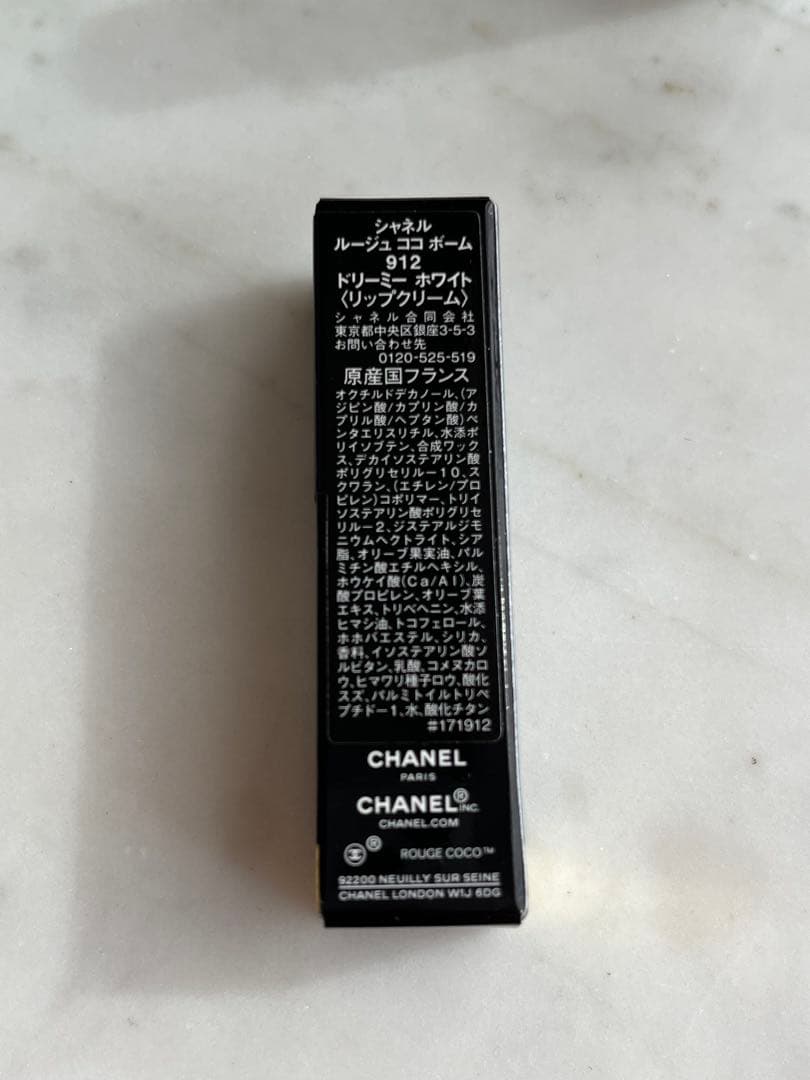 シャネル
ルージュ ココ ボーム
912
ドリーミー ホワイト
〈リップクリーム〉
シャネル合同会社
東京都中央区銀座3-5-3
お問い合わせ先
0120-525-519
原産国フランス
オクチルドデカノール、(ア
ジピン酸/カプリン酸/カ
プリル酸/ヘプタン酸)ペ
ンタエリスリチル、水添ポ
リイソブテン、合成ワック
ス、デカイソステアリン酸
ポリグリセリル－10、ス
クワラン、(エチレン/プロ
ピレン)コポリマー、トリイ
ソステアリン酸ポリグリセ
リル－2、ジステアルジモ
ニウムヘクトライト、シア
脂、オリーブ果実油、パル
ミチン酸エチルヘキシル、
ホウケイ酸(Ca/Al)、炭
酸プロピレン、オリーブ葉
エキス、トリベヘニン、水添
ヒマシ油、トコフェロール、
ホホバエステル、シリカ、
香料、イソステアリン酸ソ
ルビタン、乳酸、コメヌカロ
ウ、ヒマワリ種子ロウ、酸化
スズ、パルミトイルトリペ
プチド－1、水、酸化チタン
#171912
CHANEL
PARIS
CHANEL® INC.
CHANEL.COM
® ROUGE COCO™
92200 NEUILLY SUR SEINE
CHANEL LONDON W1J 6DG